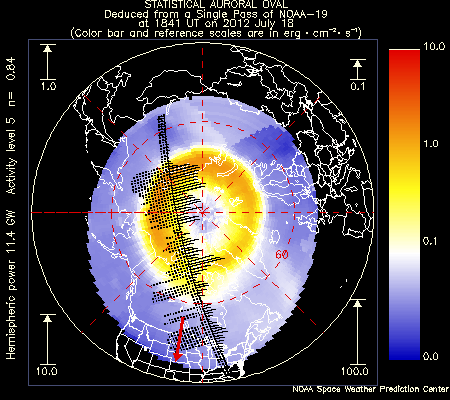 STATISTICAL AURORAL OVAL
Deduced from a Single Pass of NOAA-19
at 1841 UT on 2012 July 18
(Color bar and reference scales are in erg · cm⁻² · s⁻¹)
Hemispheric power 11.4 GW Activity level 5 n= 0.84
1.0
0.1
10.0
100.0
60
10.0
1.0
0.1
0.0
NOAA Space Weather Prediction Center